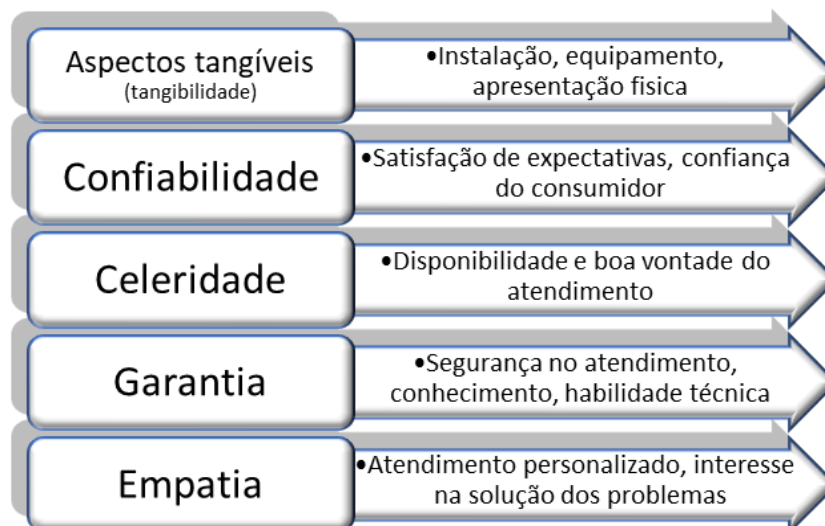 Aspectos tangíveis
(tangibilidade)
•Instalação, equipamento,
apresentação fisica
Confiabilidade
•Satisfação de expectativas, confiança
do consumidor
Celeridade
•Disponibilidade e boa vontade do
atendimento
Garantia
•Segurança no atendimento,
conhecimento, habilidade técnica
Empatia
•Atendimento personalizado, interesse
na solução dos problemas